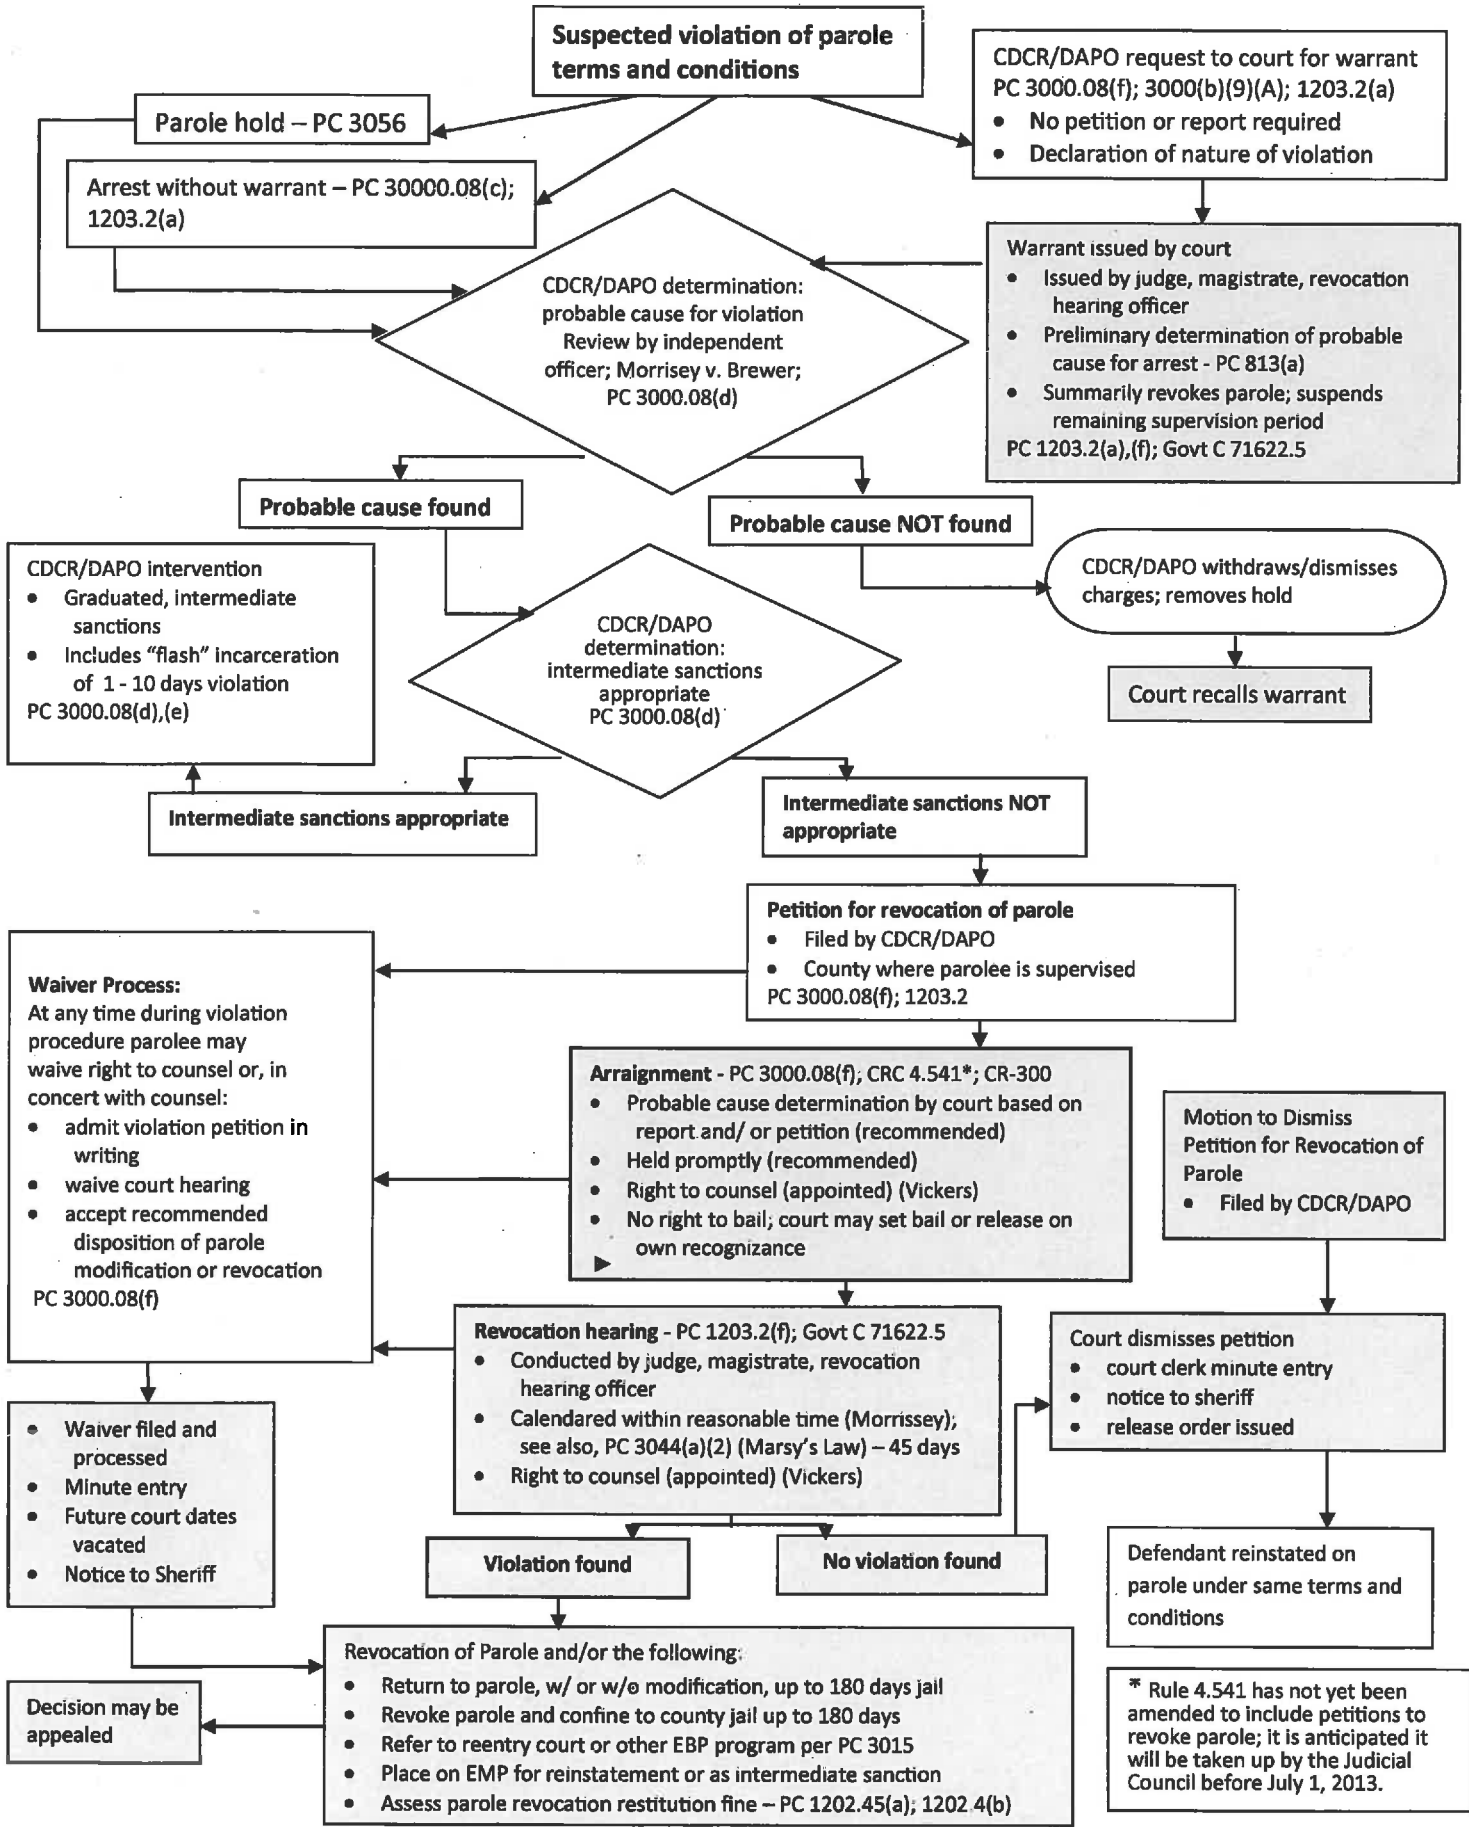 Suspected violation of parole
terms and conditions
CDCR/DAPO request to court for warrant
PC 3000.08(f); 3000(b)(9)(A); 1203.2(a)
• No petition or report required
• Declaration of nature of violation
Parole hold – PC 3056
Arrest without warrant – PC 30000.08(c);
1203.2(a)
Warrant issued by court
• Issued by judge, magistrate, revocation
hearing officer
• Preliminary determination of probable
cause for arrest - PC 813(a)
• Summarily revokes parole; suspends
remaining supervision period
PC 1203.2(a),(f); Govt C 71622.5
CDCR/DAPO determination:
probable cause for violation
Review by independent
officer; Morrisey v. Brewer;
PC 3000.08(d)
Probable cause found
Probable cause NOT found
CDCR/DAPO withdraws/dismisses
charges; removes hold
Court recalls warrant
CDCR/DAPO intervention
• Graduated, intermediate
sanctions
• Includes “flash” incarceration
of 1 - 10 days violation
PC 3000.08(d),(e)
CDCR/DAPO
determination:
intermediate sanctions
appropriate
PC 3000.08(d)
Intermediate sanctions appropriate
Intermediate sanctions NOT
appropriate
Petition for revocation of parole
• Filed by CDCR/DAPO
• County where parolee is supervised
PC 3000.08(f); 1203.2
Waiver Process:
At any time during violation
procedure parolee may
waive right to counsel or, in
concert with counsel:
• admit violation petition in
writing
• waive court hearing
• accept recommended
disposition of parole
modification or revocation
PC 3000.08(f)
Arraignment - PC 3000.08(f); CRC 4.541*; CR-300
• Probable cause determination by court based on
report and/ or petition (recommended)
• Held promptly (recommended)
• Right to counsel (appointed) (Vickers)
• No right to bail; court may set bail or release on
own recognizance
Motion to Dismiss
Petition for Revocation of
Parole
• Filed by CDCR/DAPO
Revocation hearing - PC 1203.2(f); Govt C 71622.5
• Conducted by judge, magistrate, revocation
hearing officer
• Calendared within reasonable time (Morrissey);
see also, PC 3044(a)(2) (Marsy’s Law) – 45 days
• Right to counsel (appointed) (Vickers)
Court dismisses petition
• court clerk minute entry
• notice to sheriff
• release order issued
• Waiver filed and
processed
• Minute entry
• Future court dates
vacated
• Notice to Sheriff
Violation found
No violation found
Defendant reinstated on
parole under same terms and
conditions
Revocation of Parole and/or the following:
• Return to parole, w/ or w/o modification, up to 180 days jail
• Revoke parole and confine to county jail up to 180 days
• Refer to reentry court or other EBP program per PC 3015
• Place on EMP for reinstatement or as intermediate sanction
• Assess parole revocation restitution fine – PC 1202.45(a); 1202.4(b)
Decision may be
appealed
* Rule 4.541 has not yet been
amended to include petitions to
revoke parole; it is anticipated it
will be taken up by the Judicial
Council before July 1, 2013.